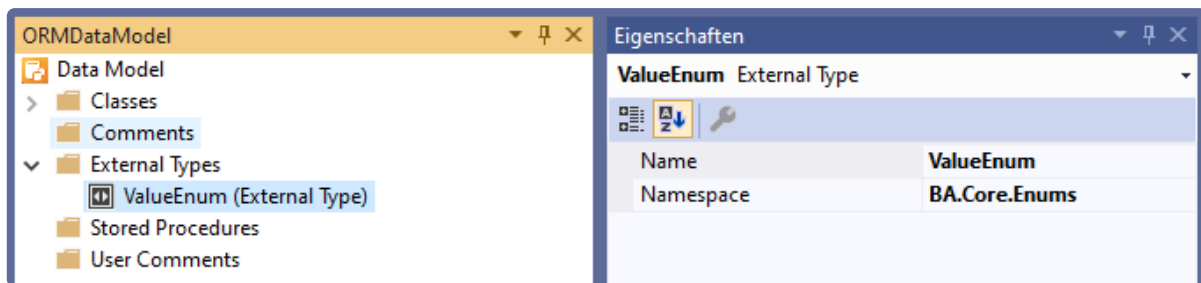 ORMDataModel
Data Model
Classes
Comments
External Types
ValueEnum (External Type)
Stored Procedures
User Comments
Eigenschaften
ValueEnum External Type
Name ValueEnum
Namespace BA.Core.Enums